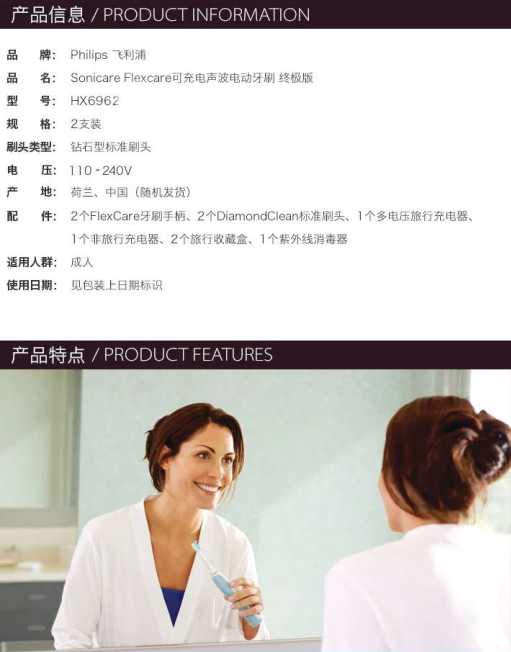 产品信息 / PRODUCT INFORMATION
品 牌： Philips 飞利浦
品 名： Sonicare Flexcare可充电声波电动牙刷 终极版
型 号： HX6962
规 格： 2支装
刷头类型： 钻石型标准刷头
电 压： 110 - 240V
产 地： 荷兰、中国（随机发货）
配 件： 2个FlexCare牙刷手柄、2个DiamondClean标准刷头、1个多电压旅行充电器、
1个非旅行充电器、2个旅行收藏盒、1个紫外线消毒器
适用人群： 成人
使用日期： 见包装上日期标识
产品特点 / PRODUCT FEATURES